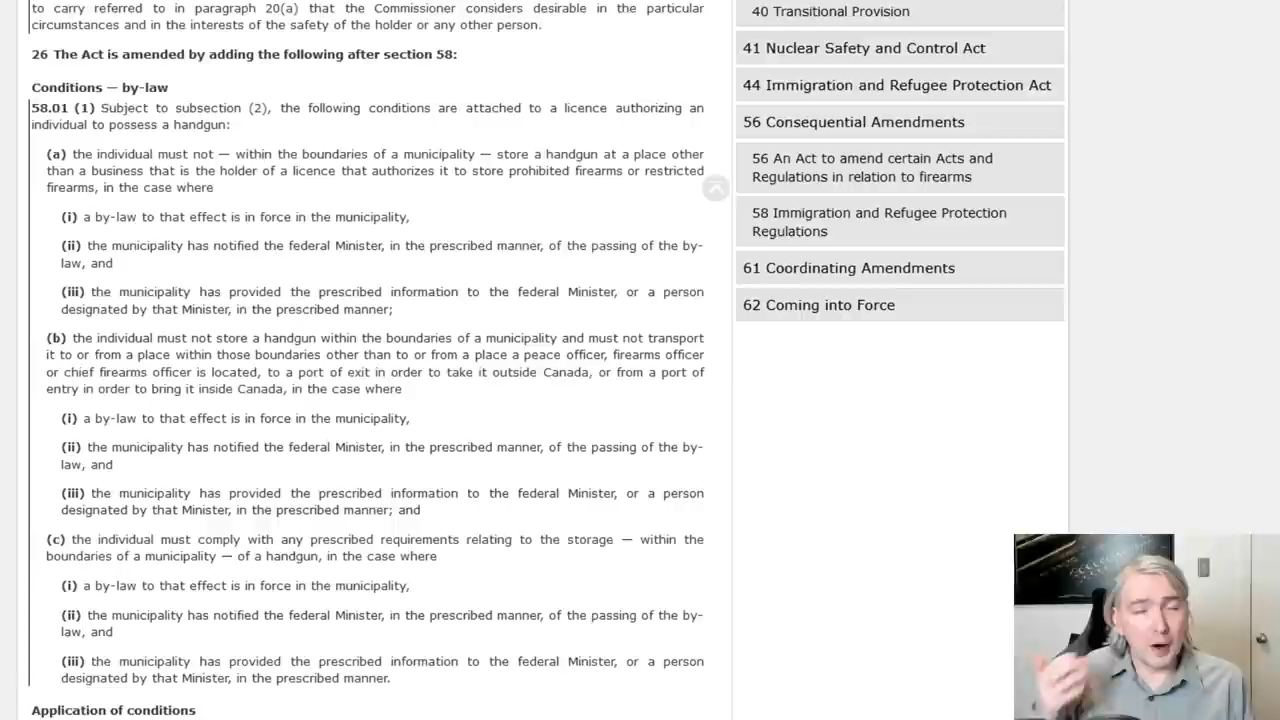 to carry referred to in paragraph 20(a) that the Commissioner considers desirable in the particular
circumstances and in the interests of the safety of the holder or any other person.
26 The Act is amended by adding the following after section 58:
Conditions — by-law
58.01 (1) Subject to subsection (2), the following conditions are attached to a licence authorizing an
individual to possess a handgun:
(a) the individual must not — within the boundaries of a municipality — store a handgun at a place other
than a business that is the holder of a licence that authorizes it to store prohibited firearms or restricted
firearms, in the case where
(i) a by-law to that effect is in force in the municipality,
(ii) the municipality has notified the federal Minister, in the prescribed manner, of the passing of the by-
law, and
(iii) the municipality has provided the prescribed information to the federal Minister, or a person
designated by that Minister, in the prescribed manner;
(b) the individual must not store a handgun within the boundaries of a municipality and must not transport
it to or from a place within those boundaries other than to or from a place a peace officer, firearms officer
or chief firearms officer is located, to a port of exit in order to take it outside Canada, or from a port of
entry in order to bring it inside Canada, in the case where
(i) a by-law to that effect is in force in the municipality,
(ii) the municipality has notified the federal Minister, in the prescribed manner, of the passing of the by-
law, and
(iii) the municipality has provided the prescribed information to the federal Minister, or a person
designated by that Minister, in the prescribed manner; and
(c) the individual must comply with any prescribed requirements relating to the storage — within the
boundaries of a municipality — of a handgun, in the case where
(i) a by-law to that effect is in force in the municipality,
(ii) the municipality has notified the federal Minister, in the prescribed manner, of the passing of the by-
law, and
(iii) the municipality has provided the prescribed information to the federal Minister, or a person
designated by that Minister, in the prescribed manner.
Application of conditions
40 Transitional Provision
41 Nuclear Safety and Control Act
44 Immigration and Refugee Protection Act
56 Consequential Amendments
56 An Act to amend certain Acts and
Regulations in relation to firearms
58 Immigration and Refugee Protection
Regulations
61 Coordinating Amendments
62 Coming into Force